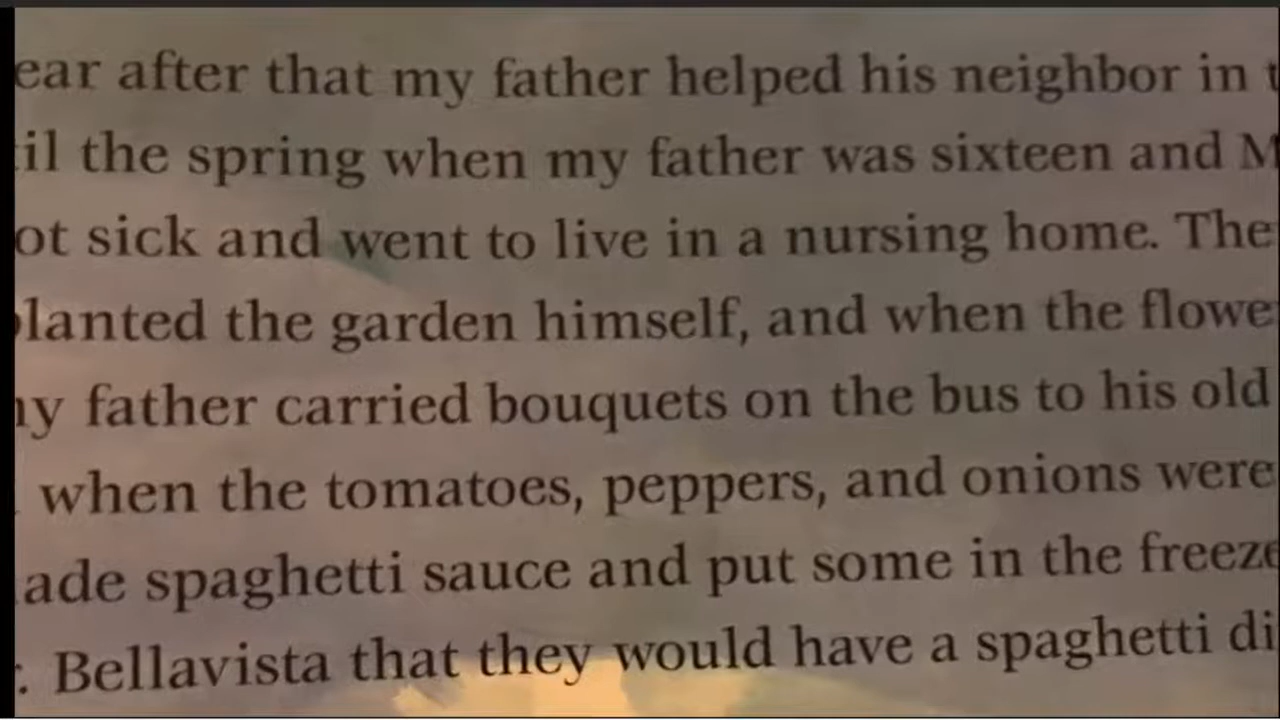 ear after that my father helped his neighbor in t
il the spring when my father was sixteen and M
ot sick and went to live in a nursing home. The
lanted the garden himself, and when the flowe
y father carried bouquets on the bus to his old
when the tomatoes, peppers, and onions were
ade spaghetti sauce and put some in the freeze
. Bellavista that they would have a spaghetti di